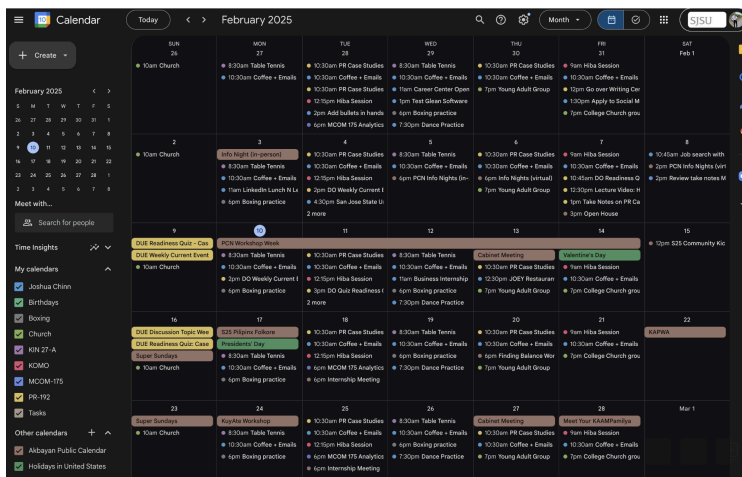 Calendar
Today
February 2025
Month
SJSU
Create
February 2025
S M T W T F S
26 27 28 29 30 31 1
2 3 4 5 6 7 8
9 10 11 12 13 14 15
16 17 18 19 20 21 22
23 24 25 26 27 28 1
2 3 4 5 6 7 8
Meet with...
Search for people
Time Insights
My calendars
Joshua Chinn
Birthdays
Boxing
Church
KIN 27-A
KOMO
MCOM-175
PR-192
Tasks
Other calendars
Akbayan Public Calendar
Holidays in United States
SUN
26
10am Church
MON
27
8:30am Table Tennis
10:30am Coffee + Emails
TUE
28
10:30am PR Case Studies
10:30am Coffee + Emails
10:30am PR Case Studies
12:15pm Hiba Session
2pm Add bullets in hands
6pm MCOM 175 Analytics
WED
29
8:30am Table Tennis
10:30am Coffee + Emails
11am Career Center Open
1pm Test Glean Software
6pm Boxing practice
7:30pm Dance Practice
THU
30
10:30am PR Case Studies
10:30am Coffee + Emails
7pm Young Adult Group
FRI
31
9am Hiba Session
10:30am Coffee + Emails
12pm Go over Writing Cer
1:30pm Apply to Social M
7pm College Church grou
SAT
Feb 1
2
10am Church
3
Info Night (in-person)
8:30am Table Tennis
10:30am Coffee + Emails
11am LinkedIn Lunch N Le
6pm Boxing practice
4
10:30am PR Case Studies
10:30am Coffee + Emails
12:15pm Hiba Session
2pm DO Weekly Current E
4:30pm San Jose State U
2 more
5
8:30am Table Tennis
10:30am Coffee + Emails
6pm PCN Info Nights (in-
6
10:30am PR Case Studies
10:30am Coffee + Emails
6pm Info Nights (virtual)
7pm Young Adult Group
7
9am Hiba Session
10:30am Coffee + Emails
10:45am DO Readiness Q
12:30pm Lecture Video: H
1pm Take Notes on PR Ca
3pm Open House
8
10:45am Job search with
2pm PCN Info Nights (virt
2pm Review take notes M
9
DUE Readiness Quiz - Cas
DUE Weekly Current Event
10am Church
10
PCN Workshop Week
8:30am Table Tennis
10:30am Coffee + Emails
2pm DO Weekly Current E
6pm Boxing practice
11
10:30am PR Case Studies
10:30am Coffee + Emails
12:15pm Hiba Session
3pm DO Quiz Readiness (
2 more
12
8:30am Table Tennis
10:30am Coffee + Emails
11am Business Internship
6pm Boxing practice
7:30pm Dance Practice
13
Cabinet Meeting
10:30am PR Case Studies
12:30pm JOEY Restauran
7pm Young Adult Group
14
Valentine's Day
9am Hiba Session
10:30am Coffee + Emails
7pm College Church grou
15
12pm S25 Community Kic
16
DUE Discussion Topic Wee
DUE Readiness Quiz: Case
Super Sundays
10am Church
17
S25 Pilipinx Folkore
Presidents' Day
8:30am Table Tennis
10:30am Coffee + Emails
6pm Boxing practice
18
10:30am PR Case Studies
10:30am Coffee + Emails
12:15pm Hiba Session
6pm MCOM 175 Analytics
6pm Internship Meeting
19
8:30am Table Tennis
10:30am Coffee + Emails
6pm Boxing practice
7:30pm Dance Practice
20
10:30am PR Case Studies
10:30am Coffee + Emails
6pm Finding Balance Wor
7pm Young Adult Group
21
9am Hiba Session
10:30am Coffee + Emails
7pm College Church grou
22
KAPWA
23
Super Sundays
10am Church
24
KuyAte Workshop
8:30am Table Tennis
10:30am Coffee + Emails
6pm Boxing practice
25
10:30am PR Case Studies
10:30am Coffee + Emails
12:15pm Hiba Session
6pm MCOM 175 Analytics
6pm Internship Meeting
26
8:30am Table Tennis
10:30am Coffee + Emails
6pm Boxing practice
7:30pm Dance Practice
27
Cabinet Meeting
10:30am PR Case Studies
10:30am Coffee + Emails
7pm Young Adult Group
28
Meet Your KAAMPamilya
9am Hiba Session
10:30am Coffee + Emails
7pm College Church grou
Mar 1